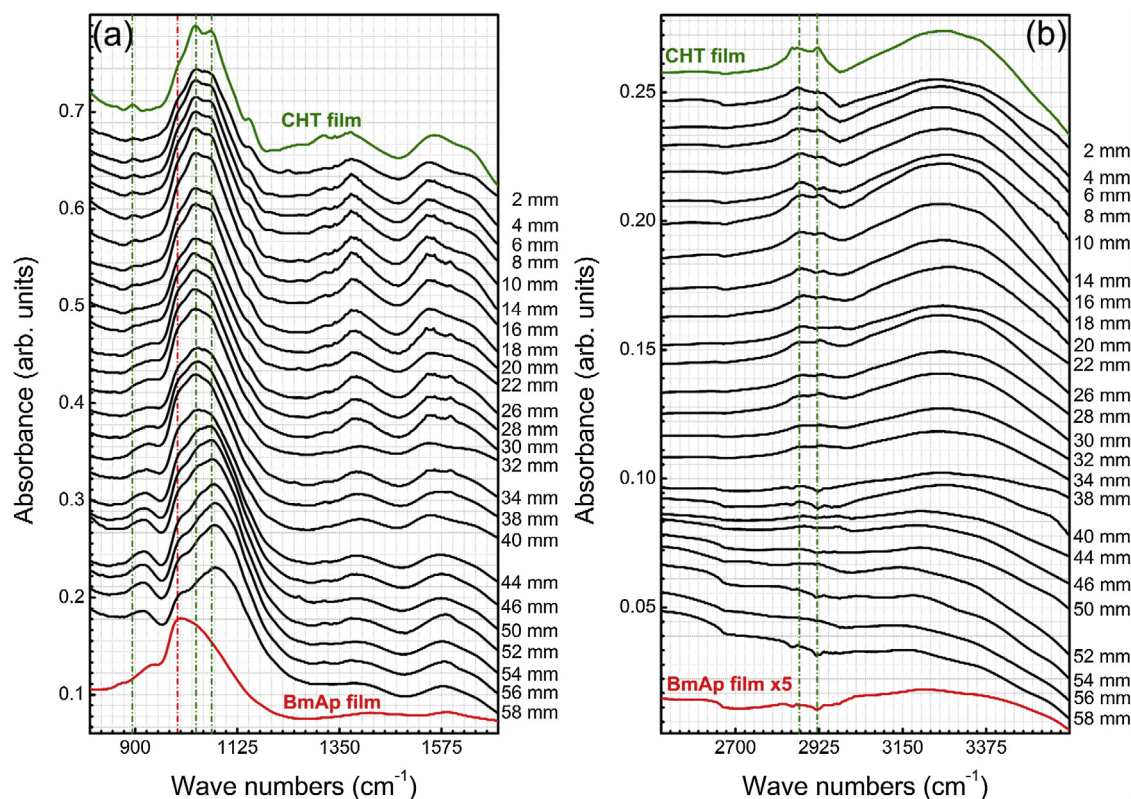 (a)
CHT film
0.7
0.6
0.5
0.4
0.3
0.2
0.1
Absorbance (arb. units)
2 mm
4 mm
6 mm
8 mm
10 mm
14 mm
16 mm
18 mm
20 mm
22 mm
26 mm
28 mm
30 mm
32 mm
34 mm
38 mm
40 mm
44 mm
46 mm
50 mm
52 mm
54 mm
56 mm
58 mm
BmAp film
900 1125 1350 1575
Wave numbers (cm⁻¹)
(b)
CHT film
0.25
0.20
0.15
0.10
0.05
Absorbance (arb. units)
2 mm
4 mm
6 mm
8 mm
10 mm
14 mm
16 mm
18 mm
20 mm
22 mm
26 mm
28 mm
30 mm
32 mm
34 mm
38 mm
40 mm
44 mm
46 mm
50 mm
52 mm
54 mm
56 mm
58 mm
BmAp film x5
2700 2925 3150 3375
Wave numbers (cm⁻¹)